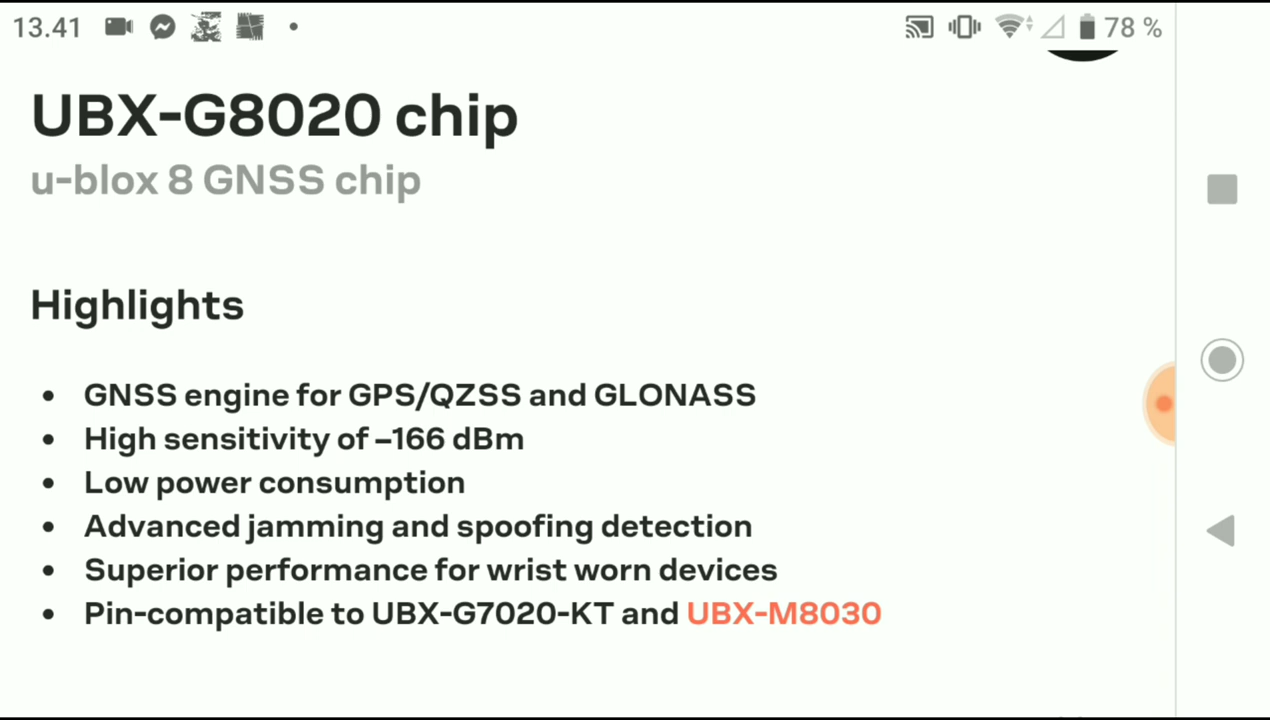 13.41 78 %
UBX-G8020 chip
u-blox 8 GNSS chip
Highlights
• GNSS engine for GPS/QZSS and GLONASS
• High sensitivity of –166 dBm
• Low power consumption
• Advanced jamming and spoofing detection
• Superior performance for wrist worn devices
• Pin-compatible to UBX-G7020-KT and UBX-M8030